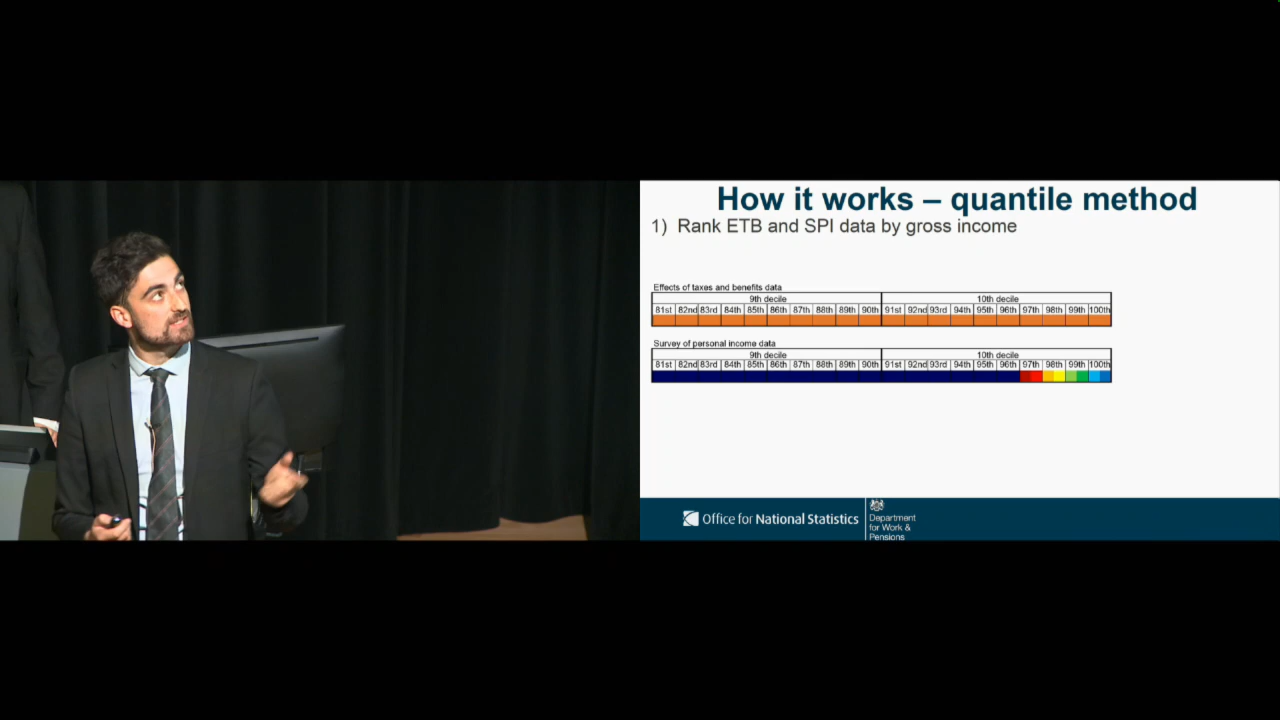 How it works – quantile method
1) Rank ETB and SPI data by gross income
Effects of taxes and benefits data
9th decile 10th decile
81st 82nd 83rd 84th 85th 86th 87th 88th 89th 90th 91st 92nd 93rd 94th 95th 96th 97th 98th 99th 100th
Survey of personal income data
9th decile 10th decile
81st 82nd 83rd 84th 85th 86th 87th 88th 89th 90th 91st 92nd 93rd 94th 95th 96th 97th 98th 99th 100th
Office for National Statistics
Department
for Work &
Pensions